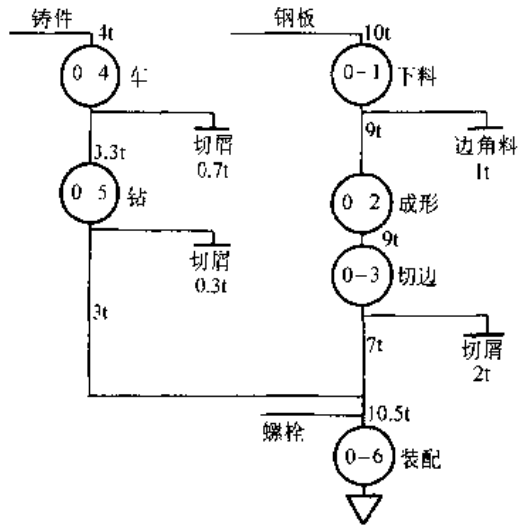 铸件
钢板
4t
10t
0 4 车
0-1 下料
切屑
0.7t
边角料
1t
3.3t
9t
0 5 钻
0 2 成形
切屑
0.3t
9t
0-3 切边
3t
7t
切屑
2t
螺栓
10.5t
0-6 装配